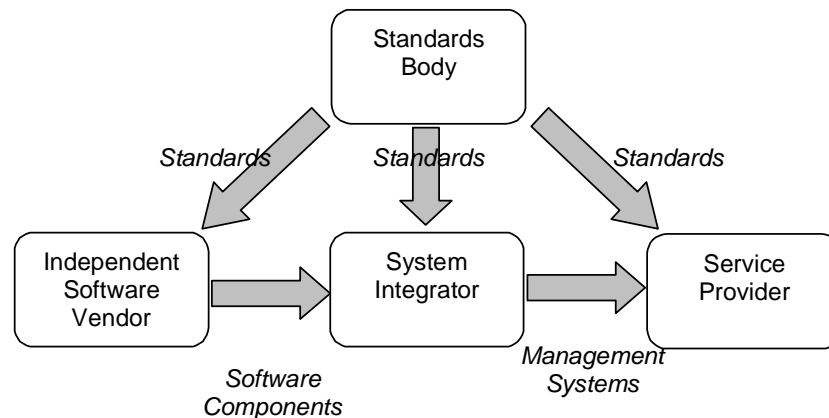 Standards
Body
Standards
Standards
Standards
Independent
Software
Vendor
System
Integrator
Service
Provider
Software
Components
Management
Systems